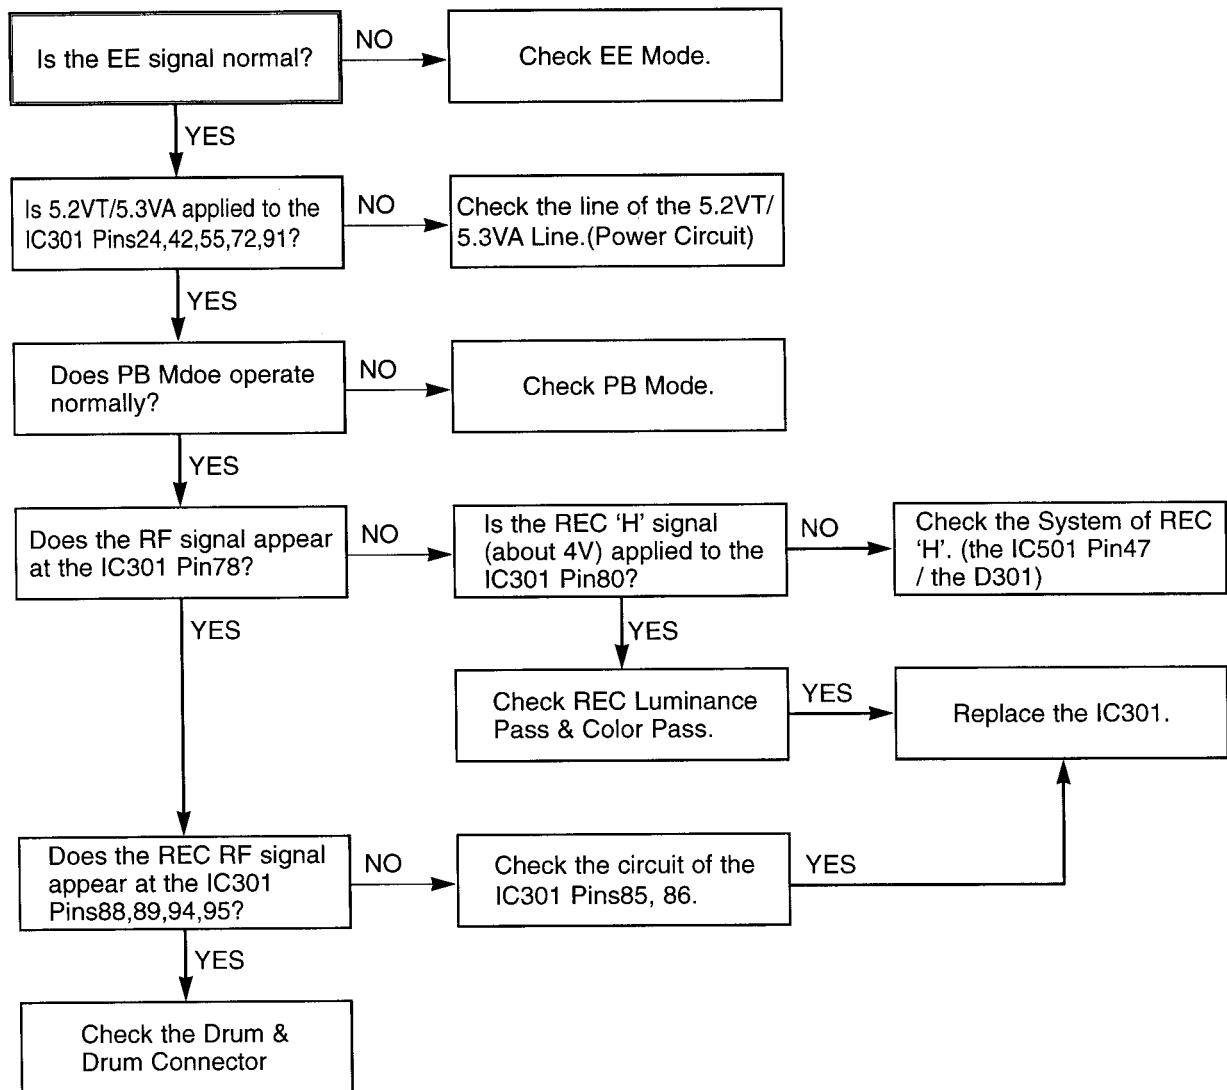 Is the EE signal normal?
NO
Check EE Mode.
YES
Is 5.2VT/5.3VA applied to the
IC301 Pins24,42,55,72,91?
NO
Check the line of the 5.2VT/
5.3VA Line.(Power Circuit)
YES
Does PB Mdoe operate
normally?
NO
Check PB Mode.
YES
Does the RF signal appear
at the IC301 Pin78?
NO
Is the REC ‘H’ signal
(about 4V) applied to the
IC301 Pin80?
NO
Check the System of REC
‘H’. (the IC501 Pin47
/ the D301)
YES
YES
Check REC Luminance
Pass & Color Pass.
YES
Replace the IC301.
Does the REC RF signal
appear at the IC301
Pins88,89,94,95?
NO
Check the circuit of the
IC301 Pins85, 86.
YES
YES
Check the Drum &
Drum Connector